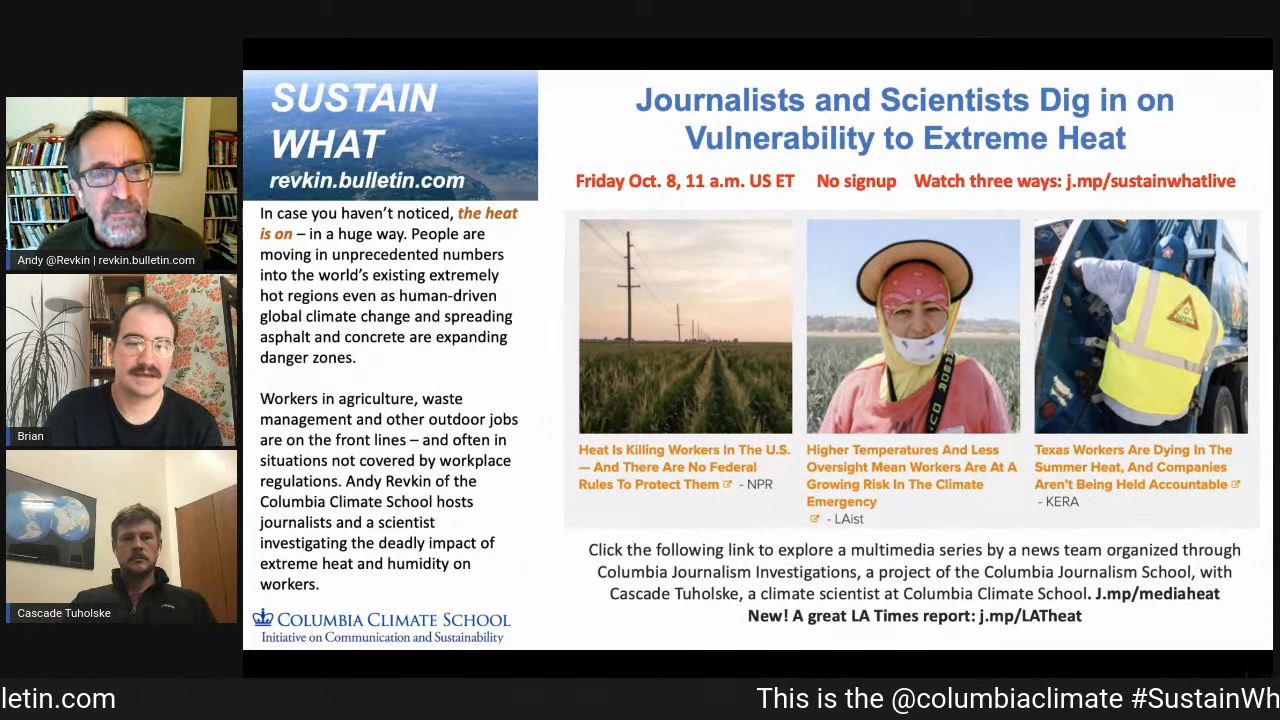 SUSTAIN
WHAT
revkin.bulletin.com
Journalists and Scientists Dig in on
Vulnerability to Extreme Heat
Friday Oct. 8, 11 a.m. US ET No signup Watch three ways: j.mp/sustainwhatlive
In case you haven’t noticed, the heat
is on – in a huge way. People are
moving in unprecedented numbers
into the world’s existing extremely
hot regions even as human-driven
global climate change and spreading
asphalt and concrete are expanding
danger zones.
Workers in agriculture, waste
management and other outdoor jobs
are on the front lines – and often in
situations not covered by workplace
regulations. Andy Revkin of the
Columbia Climate School hosts
journalists and a scientist
investigating the deadly impact of
extreme heat and humidity on
workers.
COLUMBIA CLIMATE SCHOOL
Initiative on Communication and Sustainability
Heat Is Killing Workers In The U.S.
— And There Are No Federal
Rules To Protect Them - NPR
Higher Temperatures And Less
Oversight Mean Workers Are At A
Growing Risk In The Climate
Emergency
- LAist
Texas Workers Are Dying In The
Summer Heat, And Companies
Aren’t Being Held Accountable
- KERA
Click the following link to explore a multimedia series by a news team organized through
Columbia Journalism Investigations, a project of the Columbia Journalism School, with
Cascade Tuholske, a climate scientist at Columbia Climate School. J.mp/mediaheat
New! A great LA Times report: j.mp/LATheat
Andy @Revkin | revkin.bulletin.com
Brian
Cascade Tuholske
letin.com
This is the @columbiaclimate #SustainWh